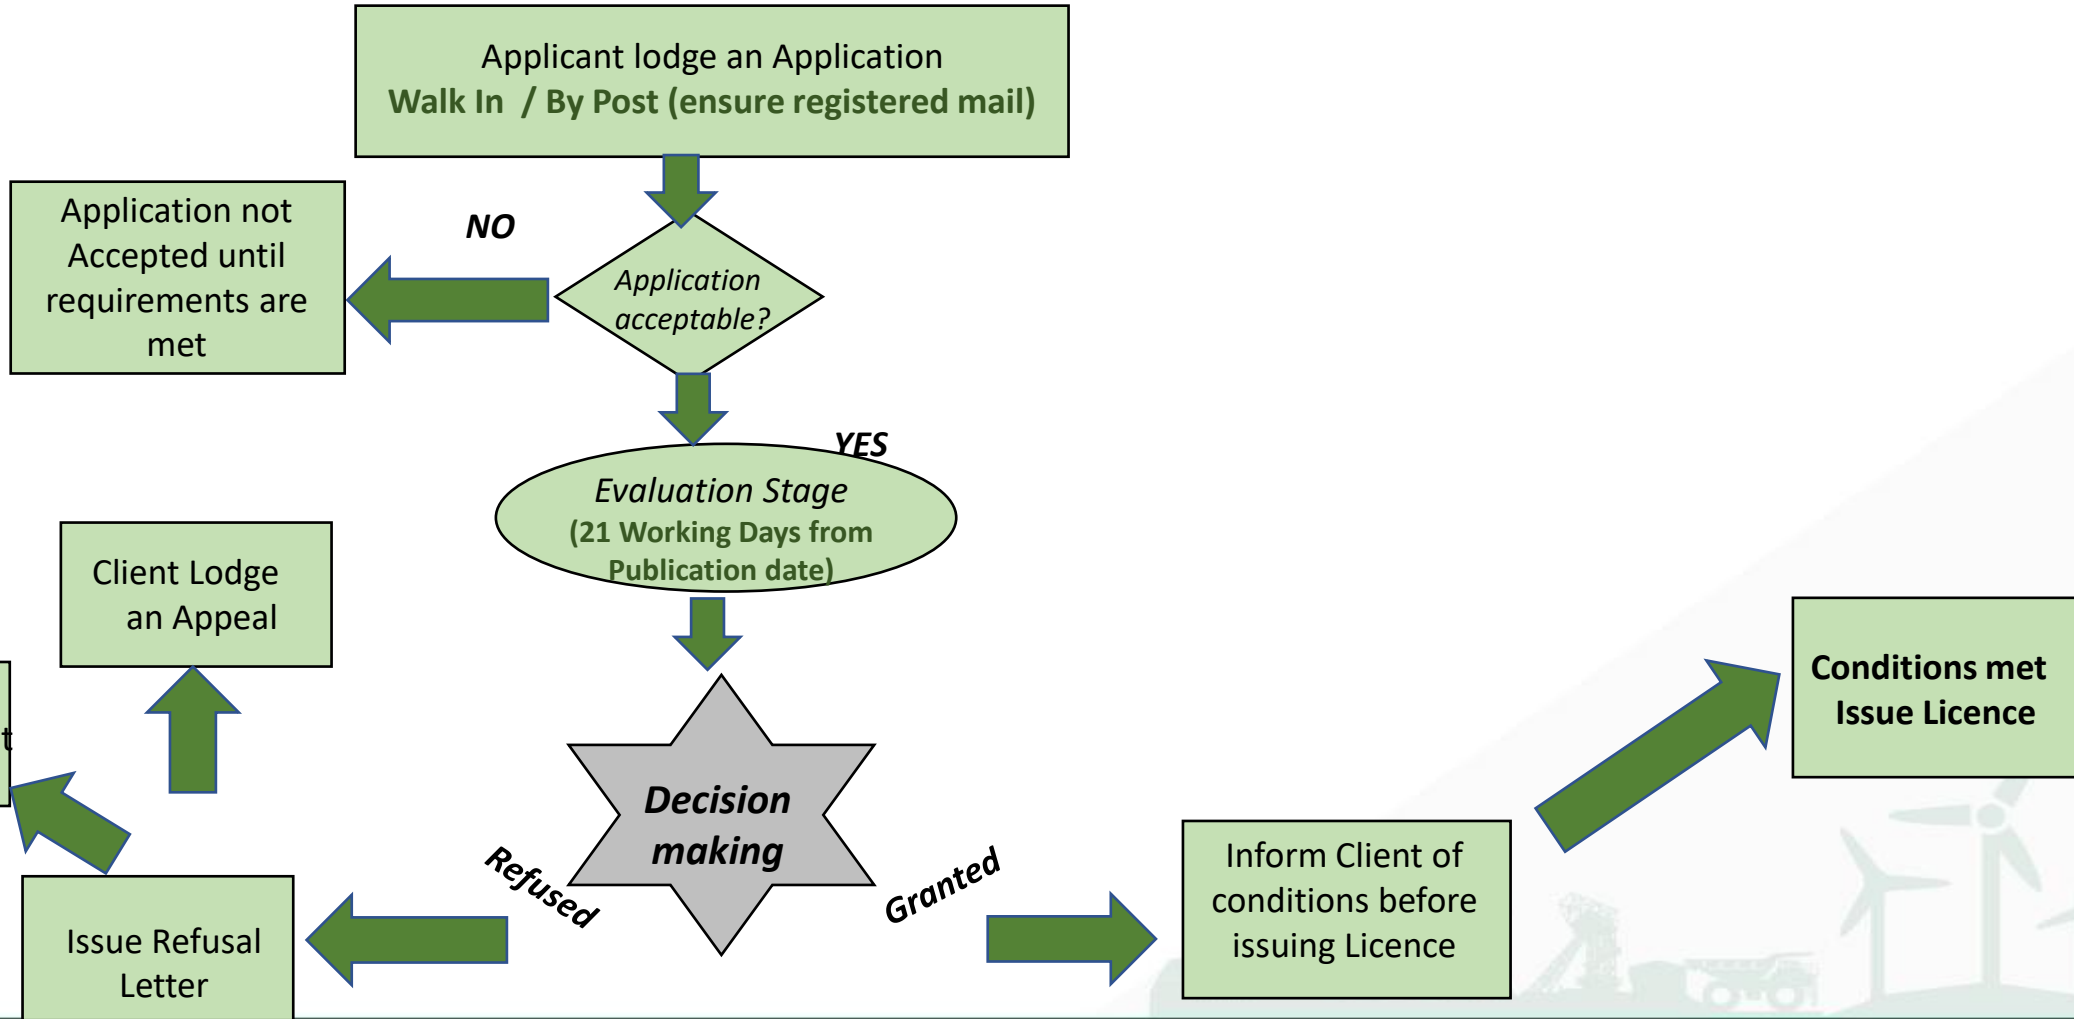 Applicant lodge an Application
Walk In / By Post (ensure registered mail)
Application not
Accepted until
requirements are
met
NO
Application
acceptable?
YES
Evaluation Stage
(21 Working Days from
Publication date)
Client Lodge
an Appeal
t
Decision
making
Refused
Granted
Issue Refusal
Letter
Inform Client of
conditions before
issuing Licence
Conditions met
Issue Licence